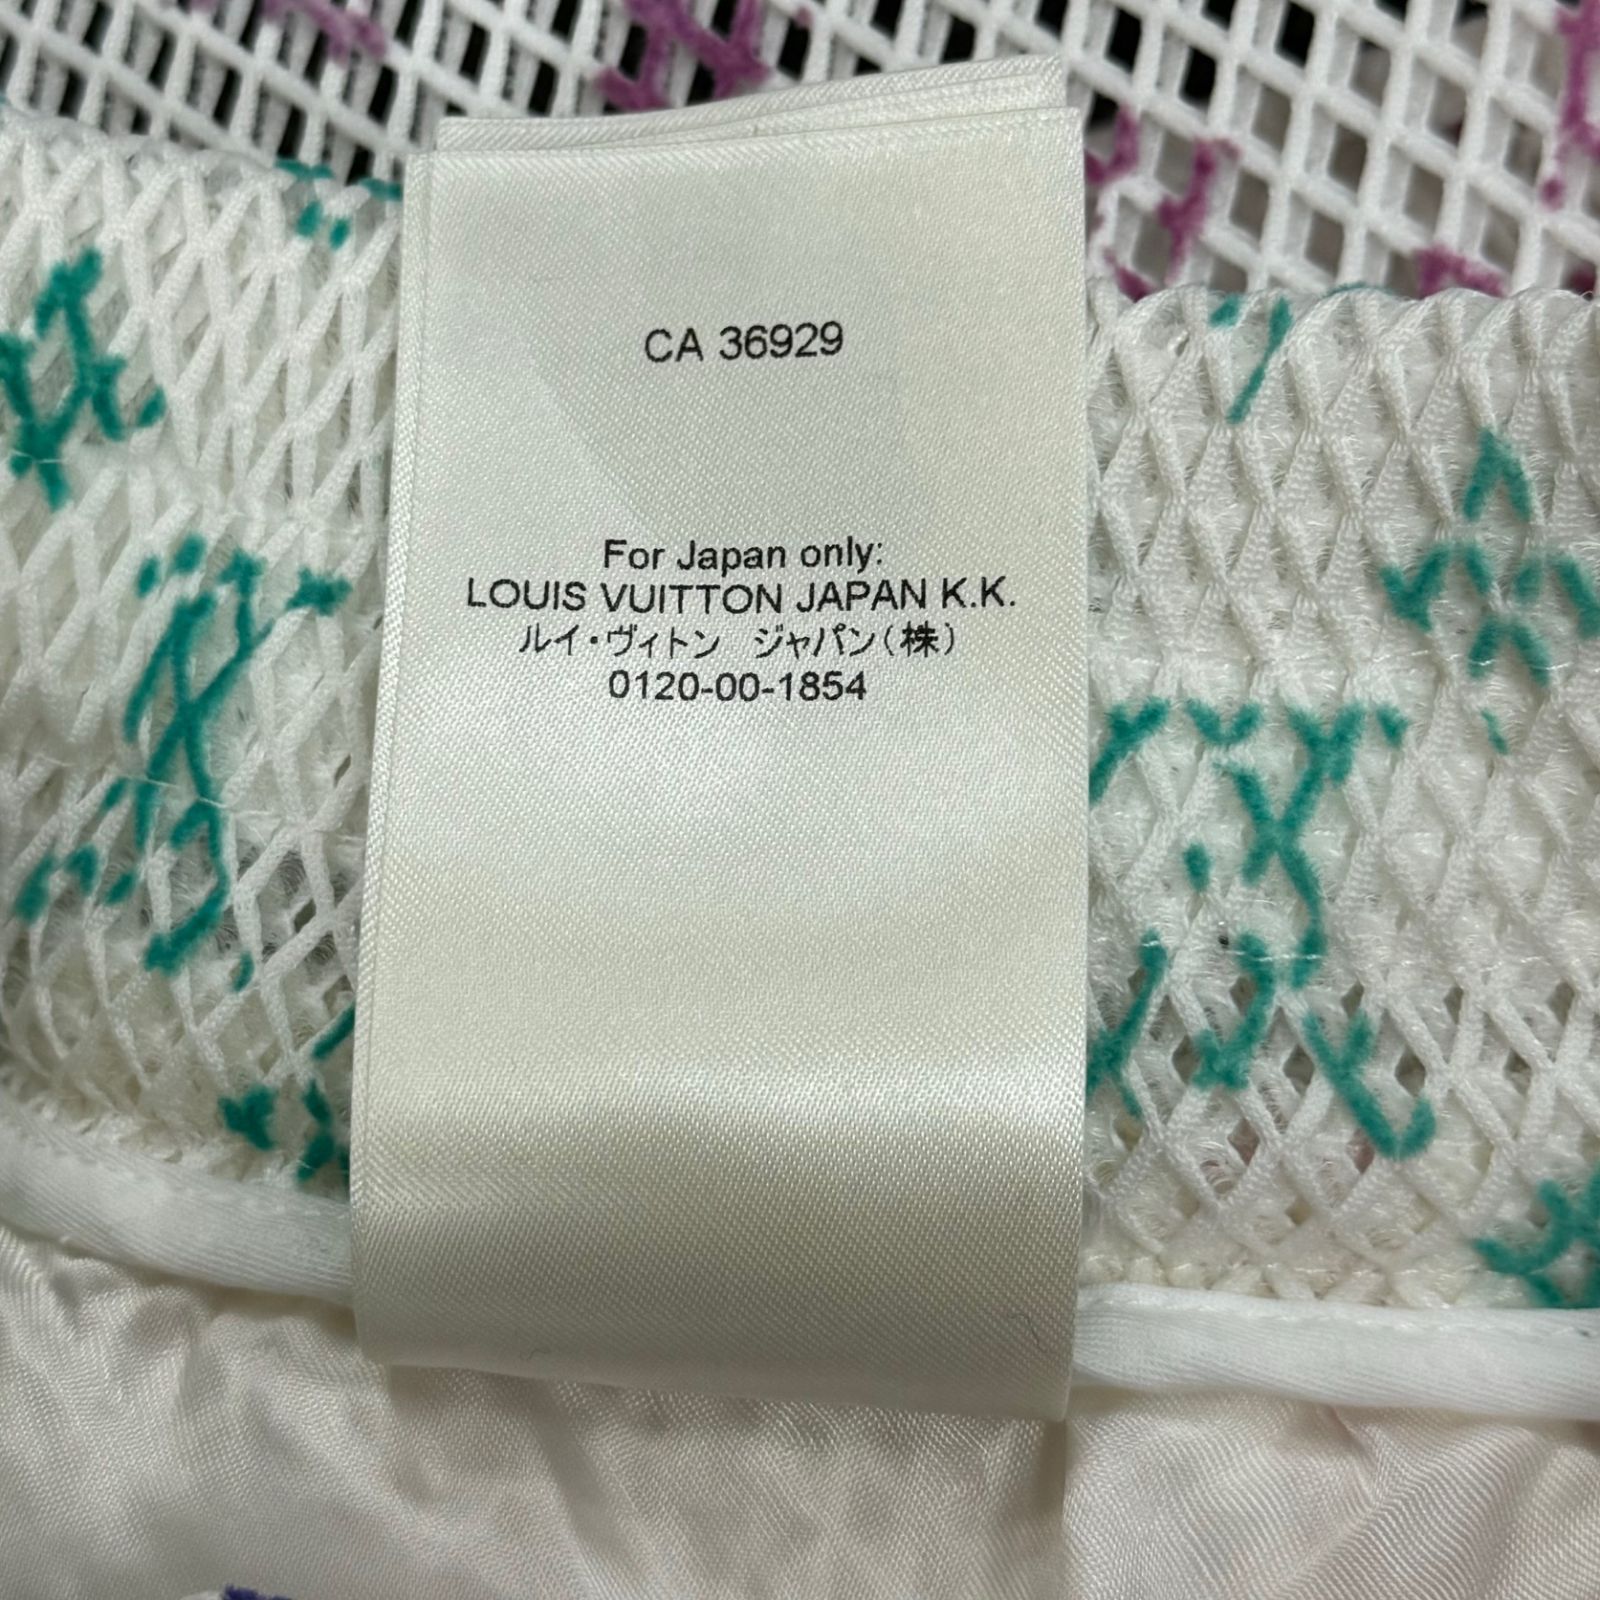 CA 36929
For Japan only:
LOUIS VUITTON JAPAN K.K.
ルイ・ヴィトン　ジャパン（株）
0120-00-1854